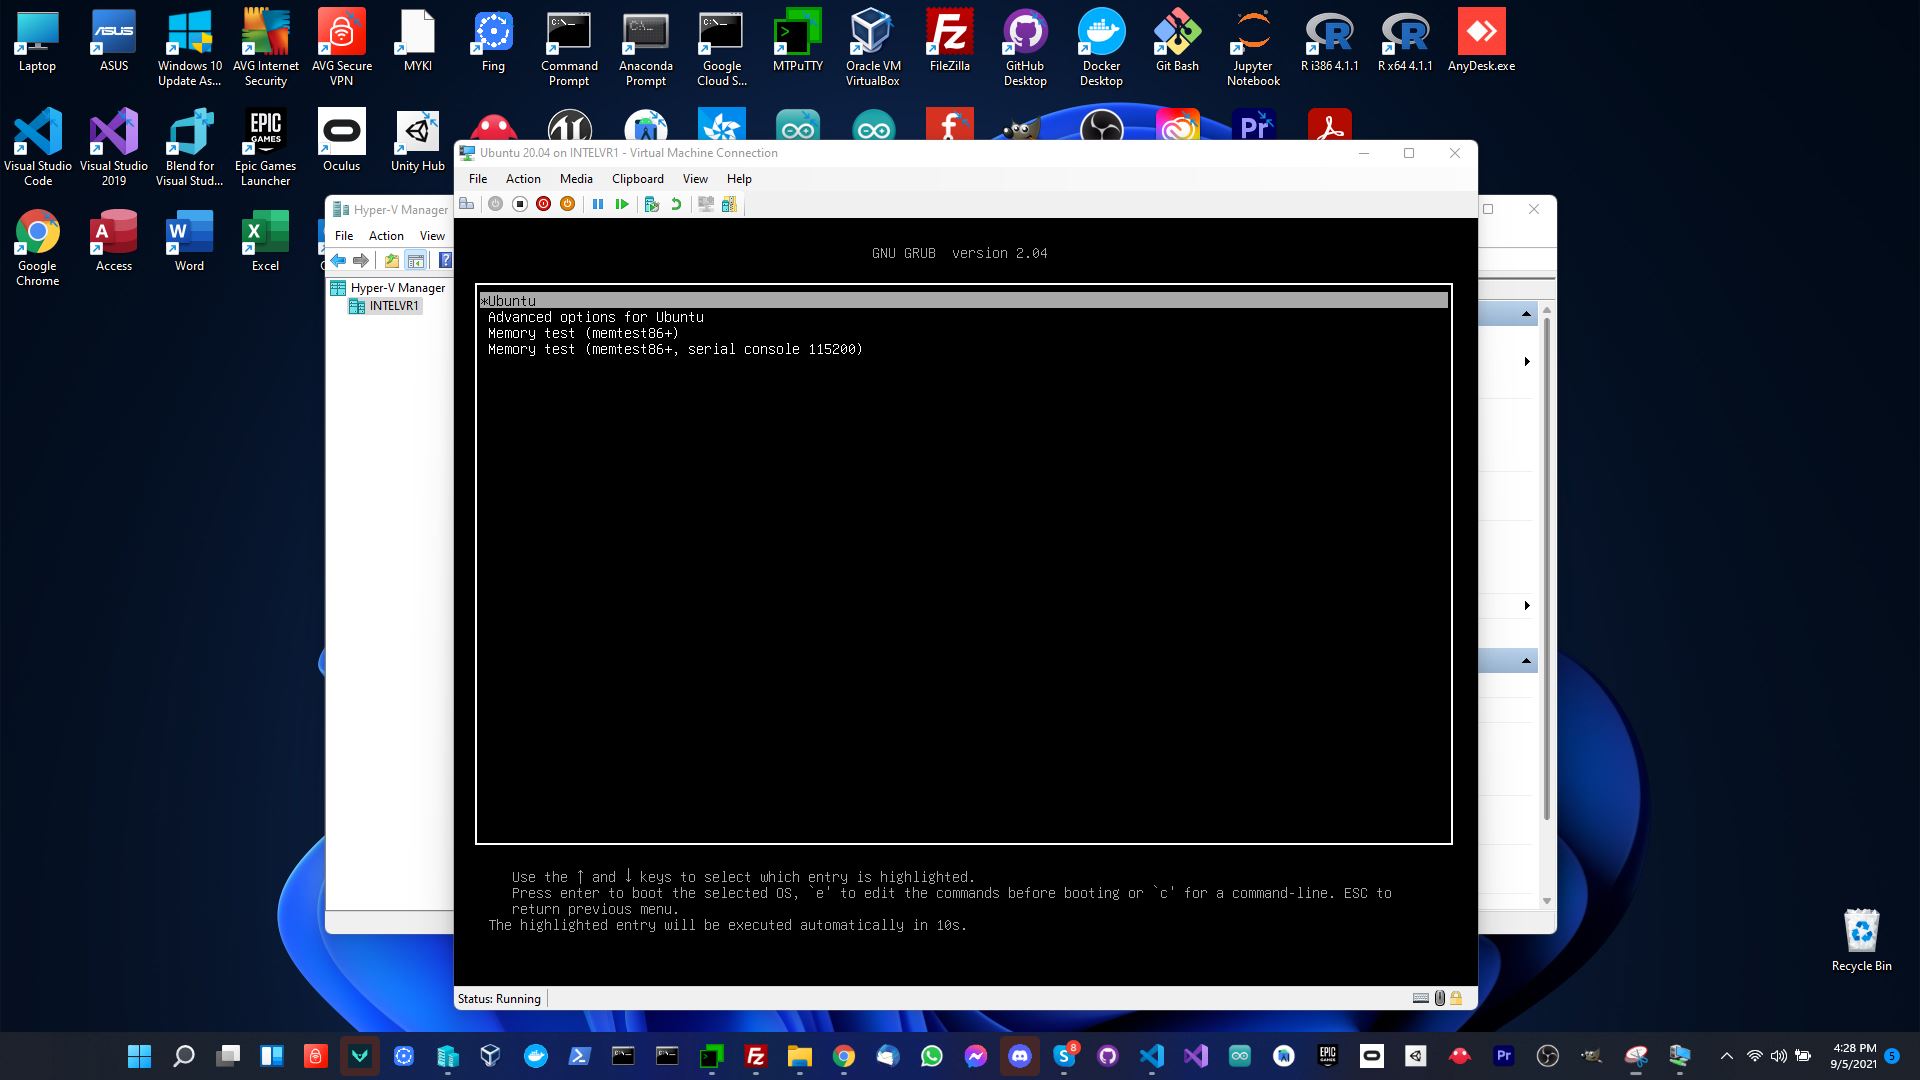 Laptop
ASUS
Windows 10
Update As...
AVG Internet
Security
AVG Secure
VPN
MYKI
Fing
Command
Prompt
Anaconda
Prompt
Google
Cloud S...
MTPuTTY
Oracle VM
VirtualBox
FileZilla
GitHub
Desktop
Docker
Desktop
Git Bash
Jupyter
Notebook
R i386 4.1.1
R x64 4.1.1
AnyDesk.exe
Visual Studio
Code
Visual Studio
2019
Blend for
Visual Stud...
EPIC
GAMES
Epic Games
Launcher
Oculus
Unity Hub
Pr
Google
Chrome
Access
Word
Excel
Hyper-V Manager
File Action View
Hyper-V Manager
INTELVR1
Ubuntu 20.04 on INTELVR1 - Virtual Machine Connection
File Action Media Clipboard View Help
GNU GRUB version 2.04
*Ubuntu
Advanced options for Ubuntu
Memory test (memtest86+)
Memory test (memtest86+, serial console 115200)
Use the ↑ and ↓ keys to select which entry is highlighted.
Press enter to boot the selected OS, `e' to edit the commands before booting or `c' for a command-line. ESC to
return previous menu.
The highlighted entry will be executed automatically in 10s.
Status: Running
Recycle Bin
8
4:28 PM
9/5/2021
5